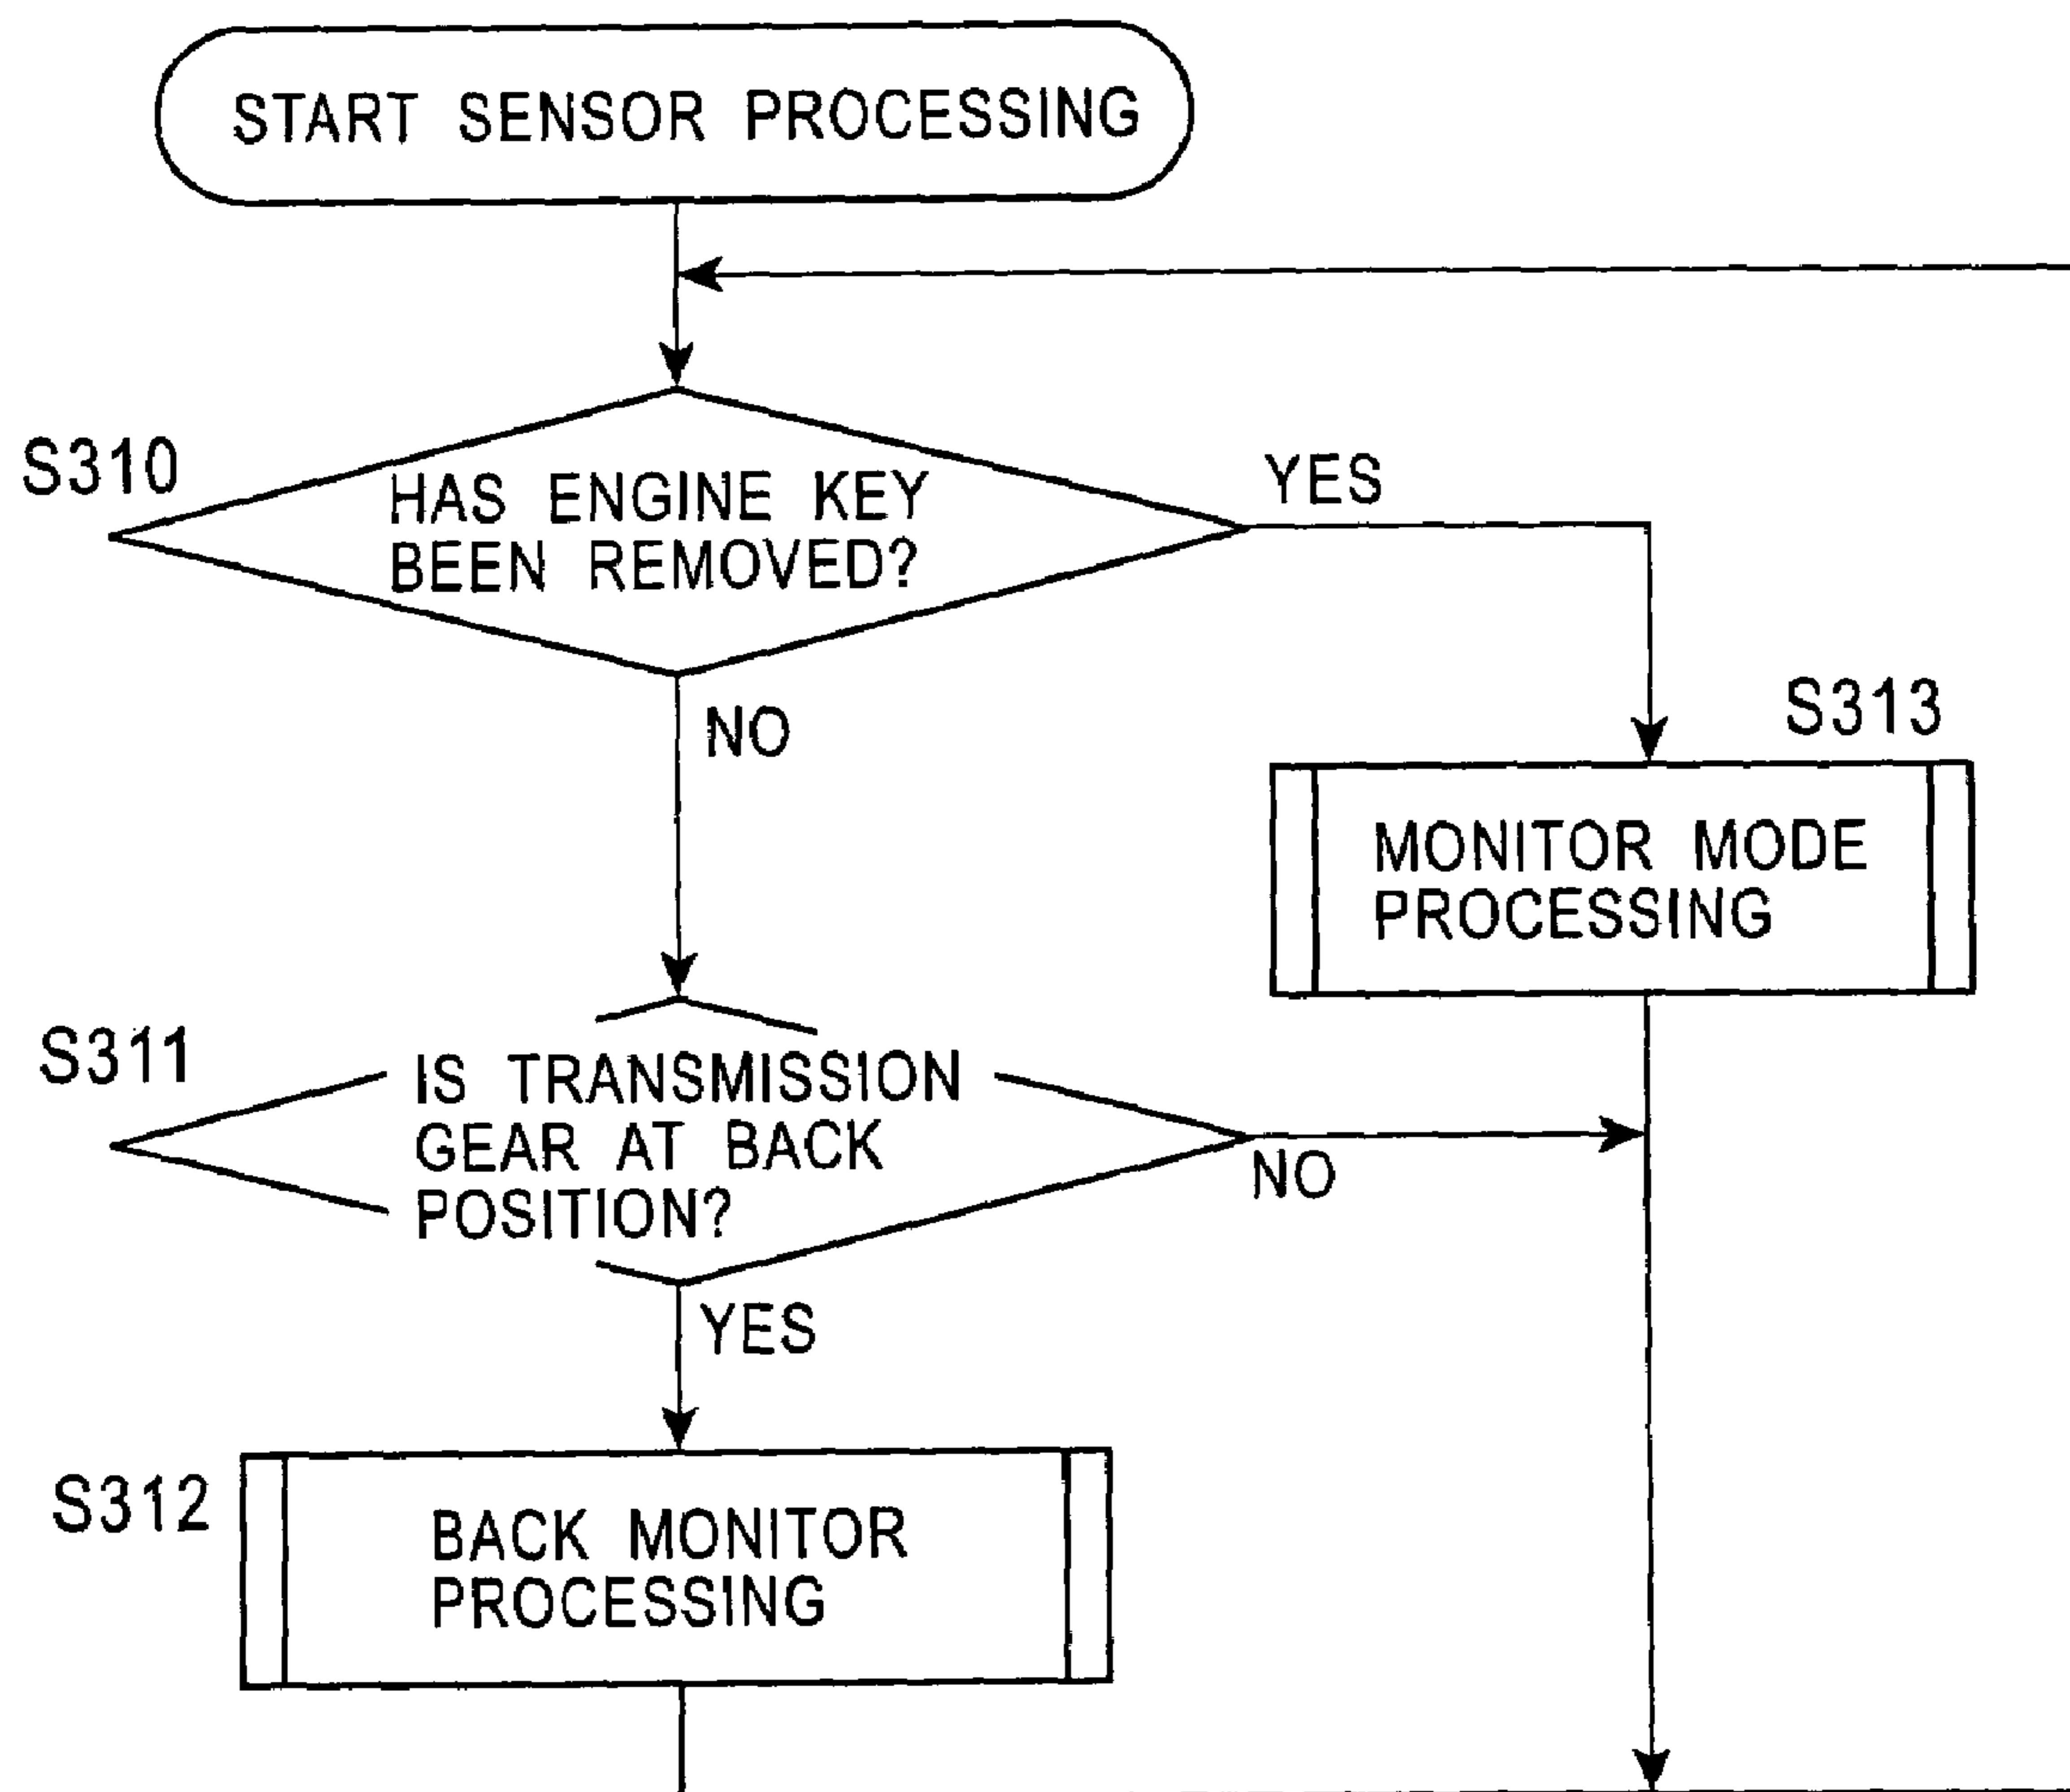 START SENSOR PROCESSING
S310
HAS ENGINE KEY
BEEN REMOVED?
YES
NO
S313
MONITOR MODE
PROCESSING
S311
IS TRANSMISSION
GEAR AT BACK
POSITION?
NO
YES
S312
BACK MONITOR
PROCESSING